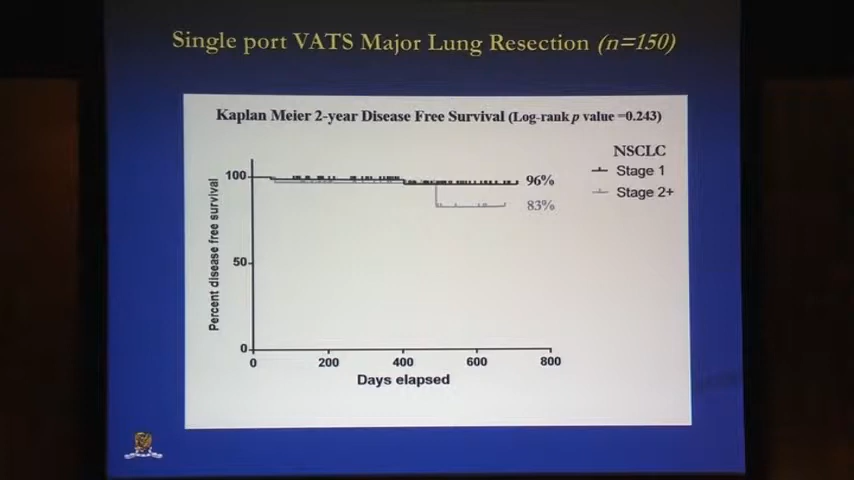 Single port VATS Major Lung Resection (n=150)
Kaplan Meier 2-year Disease Free Survival (Log-rank p value =0.243)
NSCLC
Stage 1
Stage 2+
96%
83%
Percent disease free survival
100
50
0
0 200 400 600 800
Days elapsed